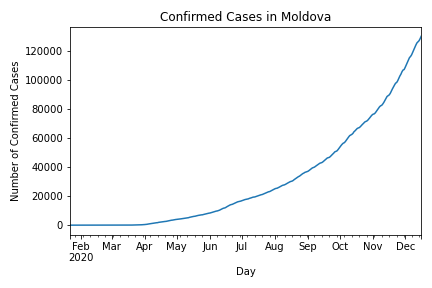 Confirmed Cases in Moldova
Number of Confirmed Cases
120000
100000
80000
60000
40000
20000
0
Feb Mar Apr May Jun Jul Aug Sep Oct Nov Dec
2020
Day